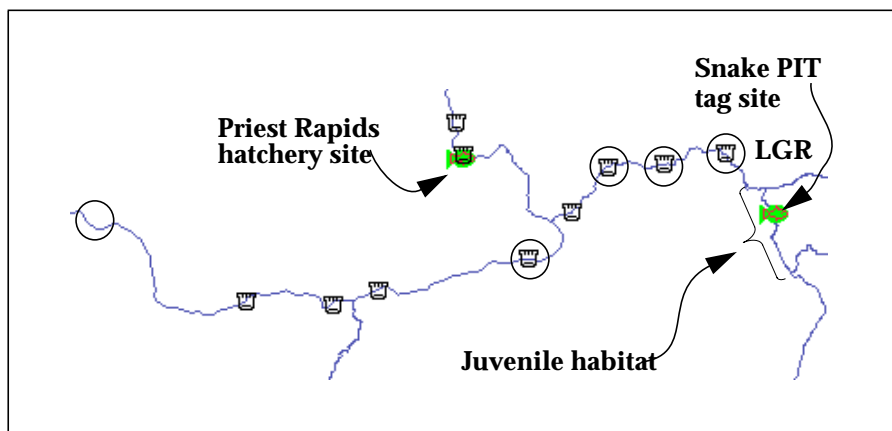 Snake PIT
tag site
Priest Rapids
hatchery site
LGR
Juvenile habitat